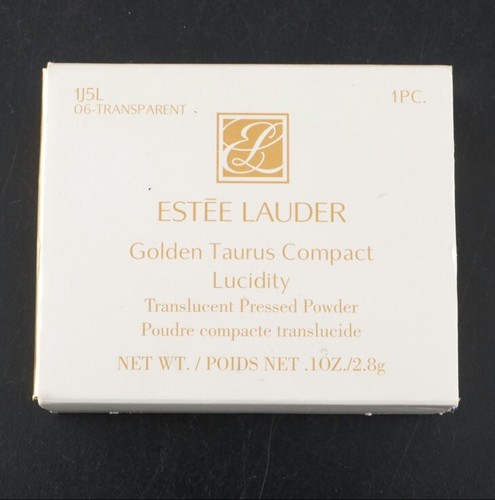 1J5L
06-TRANSPARENT
1PC.
EL
ESTĒE LAUDER
Golden Taurus Compact
Lucidity
Translucent Pressed Powder
Poudre compacte translucide
NET WT. / POIDS NET .1OZ./2.8g